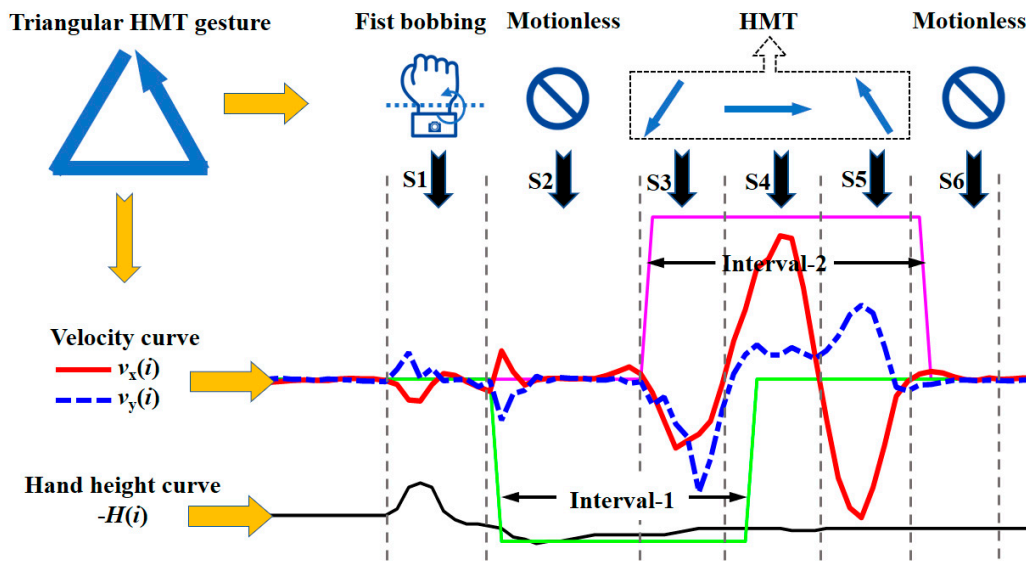 Triangular HMT gesture
Fist bobbing
Motionless
HMT
Motionless
S1
S2
S3
S4
S5
S6
Interval-2
Velocity curve
vx(i)
vy(i)
Interval-1
Hand height curve
-H(i)